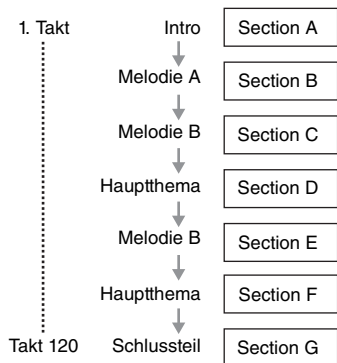 1. Takt Intro Section A
Melodie A Section B
Melodie B Section C
Hauptthema Section D
Melodie B Section E
Hauptthema Section F
Takt 120 Schlussteil Section G